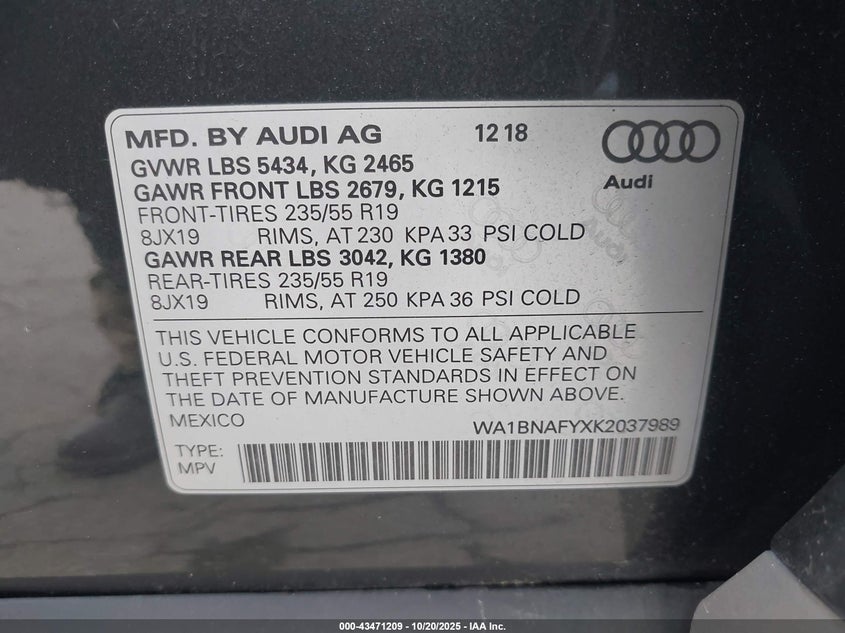 MFD. BY AUDI AG 12 18
GVWR LBS 5434, KG 2465
GAWR FRONT LBS 2679, KG 1215
Audi
FRONT-TIRES 235/55 R19
8JX19 RIMS, AT 230 KPA 33 PSI COLD
GAWR REAR LBS 3042, KG 1380
REAR-TIRES 235/55 R19
8JX19 RIMS, AT 250 KPA 36 PSI COLD
THIS VEHICLE CONFORMS TO ALL APPLICABLE
U.S. FEDERAL MOTOR VEHICLE SAFETY AND
THEFT PREVENTION STANDARDS IN EFFECT ON
THE DATE OF MANUFACTURE SHOWN ABOVE.
MEXICO WA1BNAFYXK2037989
TYPE:
MPV
000-43471209 - 10/20/2025 - IAA Inc.